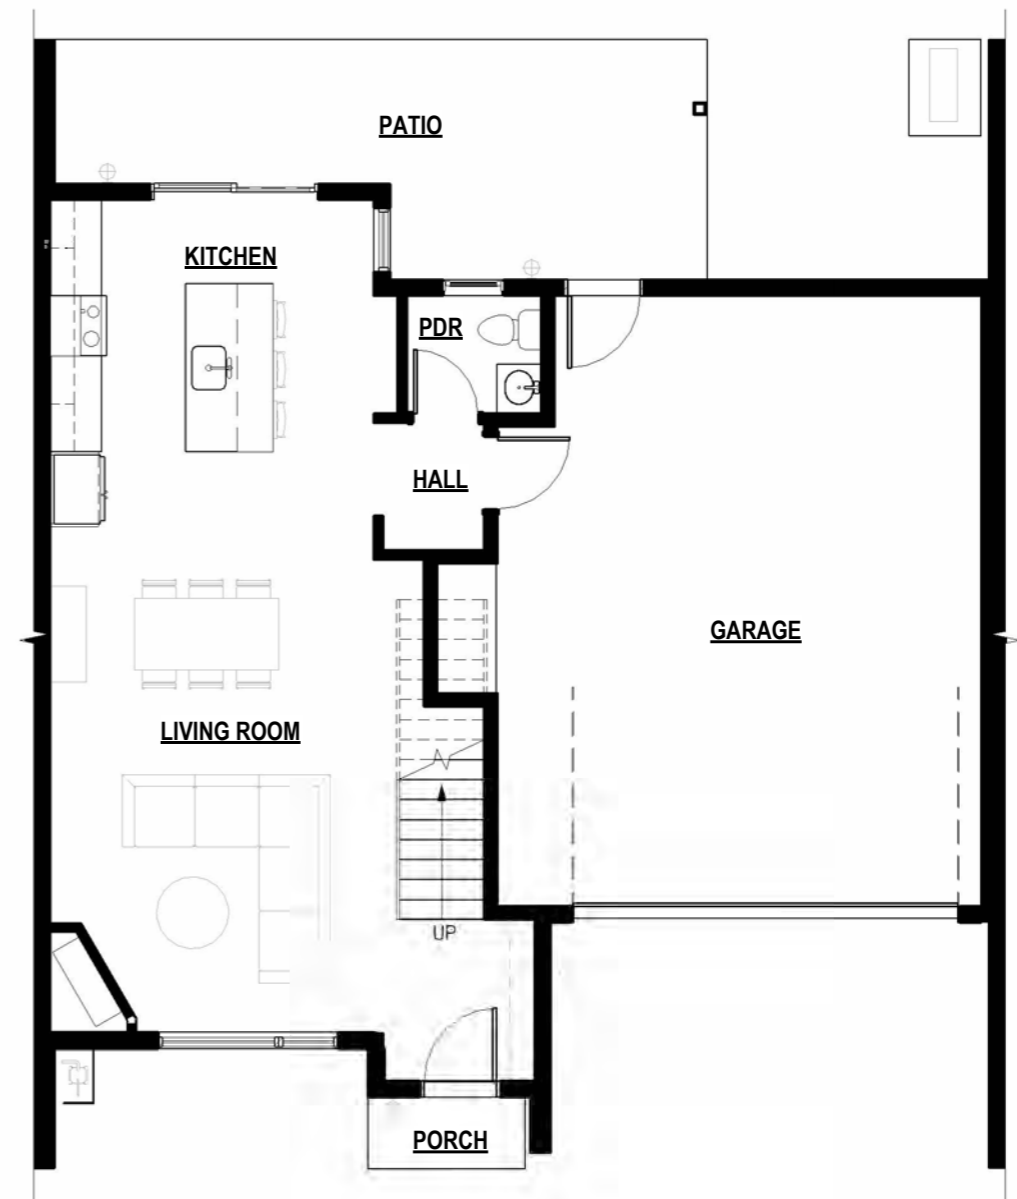 PATIO
KITCHEN
PDR
HALL
GARAGE
LIVING ROOM
UP
PORCH